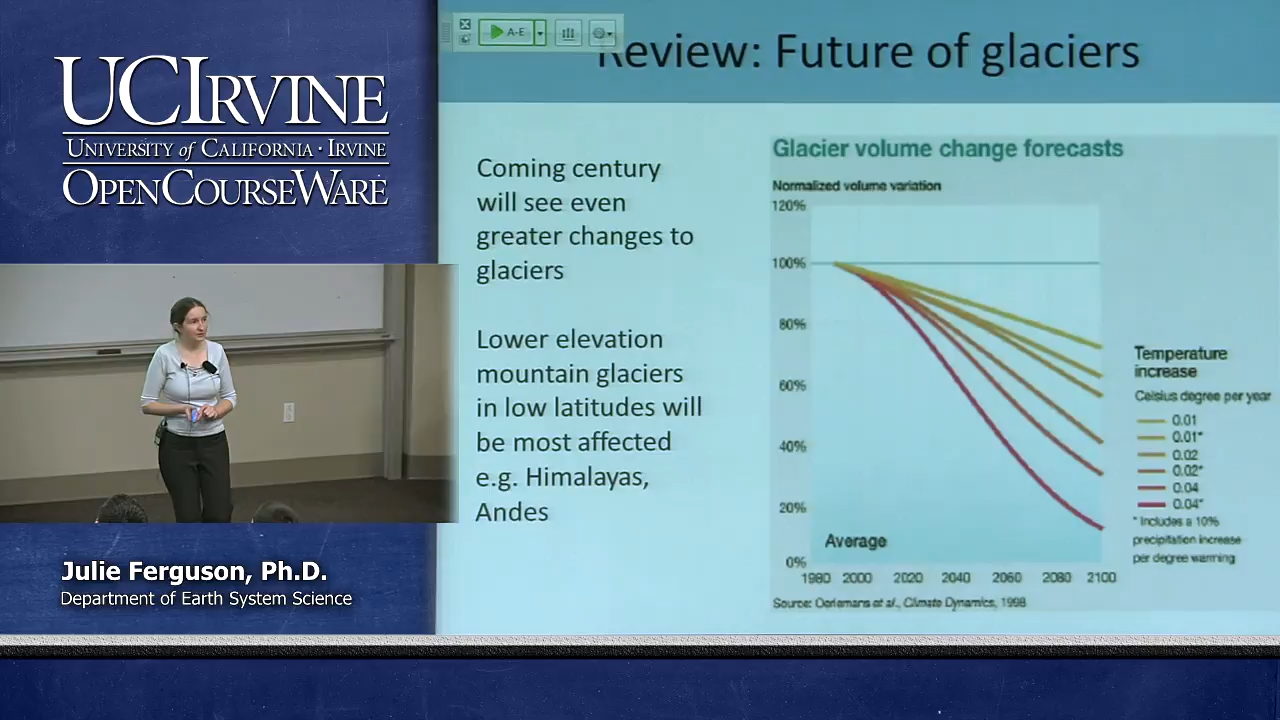 UCIRVINE
UNIVERSITY of CALIFORNIA · IRVINE
OPENCOURSEWARE
Julie Ferguson, Ph.D.
Department of Earth System Science
A-E
Review: Future of glaciers
Coming century
will see even
greater changes to
glaciers
Lower elevation
mountain glaciers
in low latitudes will
be most affected
e.g. Himalayas,
Andes
Glacier volume change forecasts
Normalized volume variation
120%
100%
80%
60%
40%
20%
0%
Average
1980 2000 2020 2040 2060 2080 2100
Temperature
increase
Celsius degree per year
0.01
0.01*
0.02
0.02*
0.04
0.04*
* Includes a 10%
precipitation increase
per degree warming
Source: Oerlemans et al., Climate Dynamics, 1998